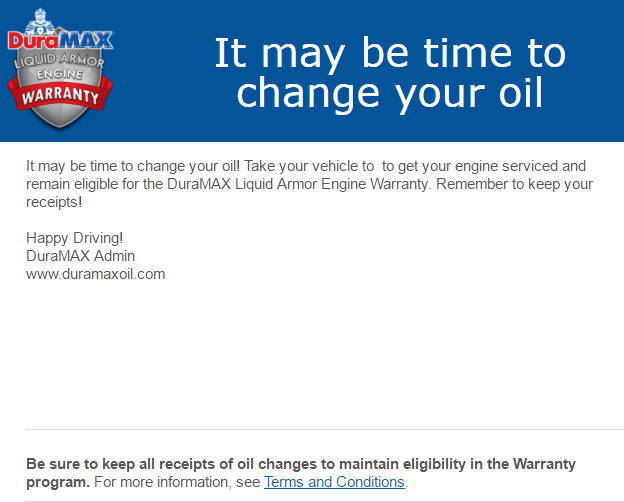 DuraMAX
LIQUID ARMOR
ENGINE
WARRANTY
It may be time to
change your oil
It may be time to change your oil! Take your vehicle to  to get your engine serviced and
remain eligible for the DuraMAX Liquid Armor Engine Warranty. Remember to keep your
receipts!
Happy Driving!
DuraMAX Admin
www.duramaxoil.com
Be sure to keep all receipts of oil changes to maintain eligibility in the Warranty
program. For more information, see Terms and Conditions.